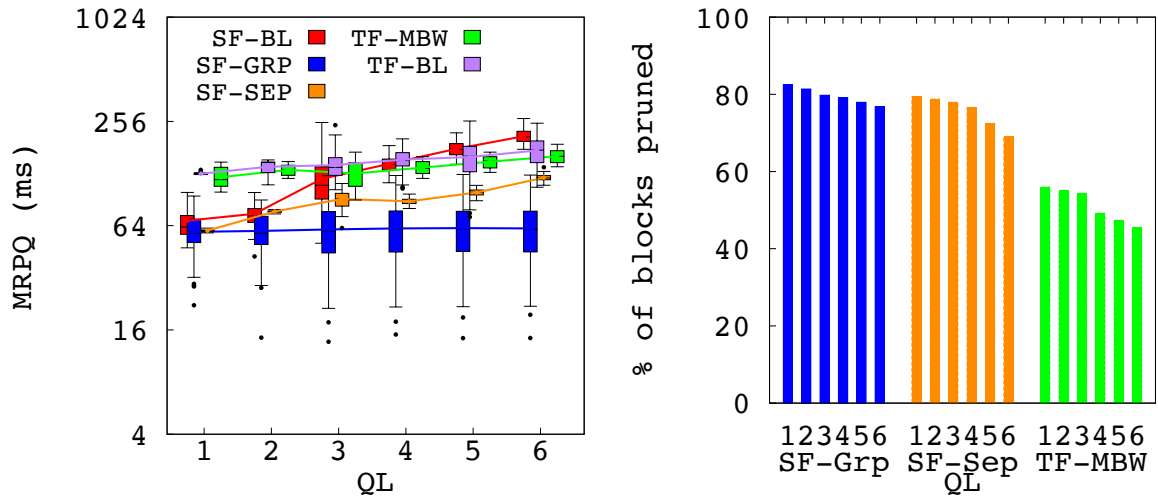 1024
256
64
16
4
MRPQ (ms)
SF-BL
SF-GRP
SF-SEP
TF-MBW
TF-BL
1 2 3 4 5 6
QL
100
80
60
40
20
0
% of blocks pruned
123456 123456 123456
SF-Grp SF-Sep TF-MBW
QL